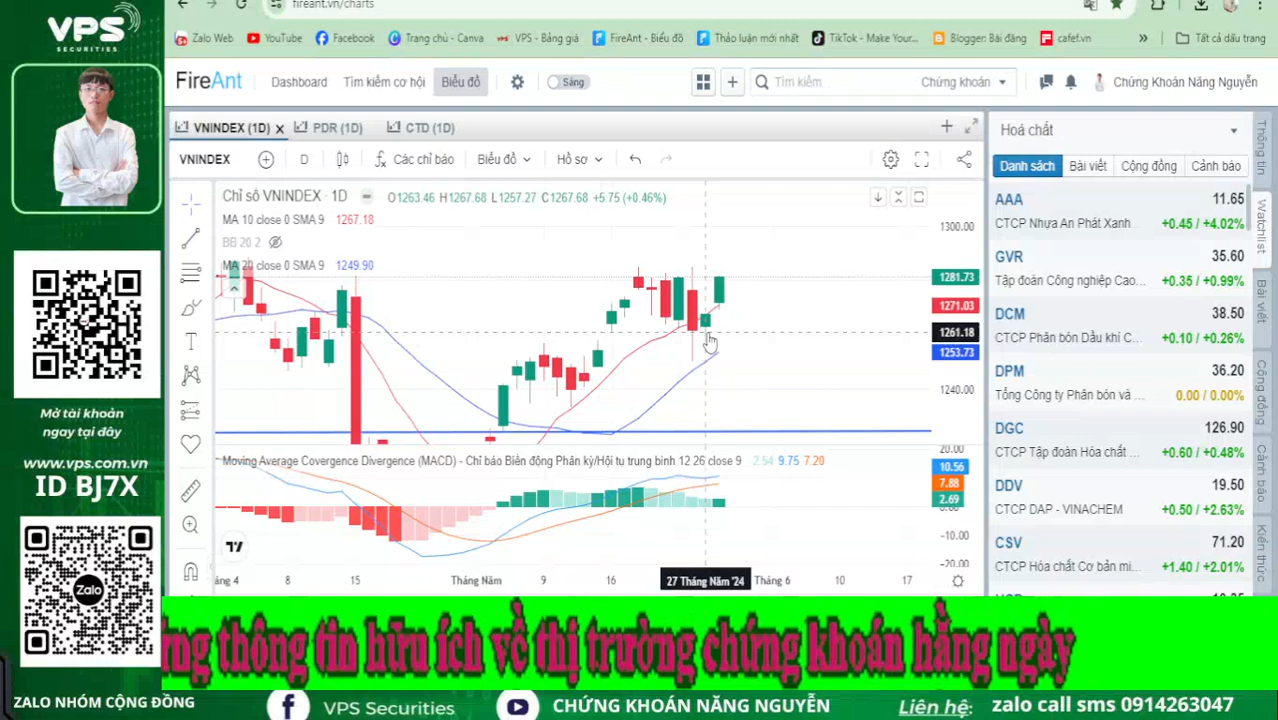 VPS
SECURITIES
Mở tài khoản
ngay tại đây
www.vps.com.vn
ID BJ7X
Zalo
fireant.vn/charts
Zalo Web
YouTube
Facebook
Trang chủ - Canva
VPS - Bảng giá
FireAnt - Biểu đồ
Thảo luận mới nhất
TikTok - Make Your...
Blogger: Bài đăng
cafef.vn
»
Tất cả dấu trang
FireAnt
Dashboard
Tìm kiếm cơ hội
Biểu đồ
Sáng
Tìm kiếm
Chứng khoán
Chứng Khoán Năng Nguyễn
VNINDEX (1D)
PDR (1D)
CTD (1D)
VNINDEX
D
Các chỉ báo
Biểu đồ
Hồ sơ
Chỉ số VNINDEX · 1D
O1263.46 H1267.68 L1257.27 C1267.68 +5.75 (+0.46%)
MA 10 close 0 SMA 9 1267.18
BB 20 2
MA 20 close 0 SMA 9 1249.90
1300.00
1281.73
1271.03
1261.18
1253.73
1240.00
20.00
Moving Average Covergence Divergence (MACD) - Chỉ báo Biến động Phân kỳ/Hội tụ trung bình 12 26 close 9 2.54 9.75 7.20
10.56
7.88
2.69
0.00
-10.00
-20.00
áng 4
8
15
Tháng Năm
9
16
27 Tháng Năm '24
Tháng 6
10
17
Hoá chất
Danh sách
Bài viết
Cộng đồng
Cảnh báo
AAA 11.65
CTCP Nhựa An Phát Xanh +0.45 / +4.02%
GVR 35.60
Tập đoàn Công nghiệp Cao... +0.35 / +0.99%
DCM 38.50
CTCP Phân bón Dầu khí C... +0.10 / +0.26%
DPM 36.20
Tổng Công ty Phân bón và ... 0.00 / 0.00%
DGC 126.90
CTCP Tập đoàn Hóa chất ... +0.60 / +0.48%
DDV 19.50
CTCP DAP - VINACHEM +0.50 / +2.63%
CSV 71.20
CTCP Hóa chất Cơ bản mi... +1.40 / +2.01%
Thông tin
Watchlist
Bài viết
Cộng đồng
Cảnh báo
Kiến thức
ững thông tin hữu ích về thị trường chứng khoán hằng ngày
ZALO NHÓM CỘNG ĐỒNG
VPS Securities
CHỨNG KHOÁN NĂNG NGUYỄN
Liên hệ:
zalo call sms 0914263047